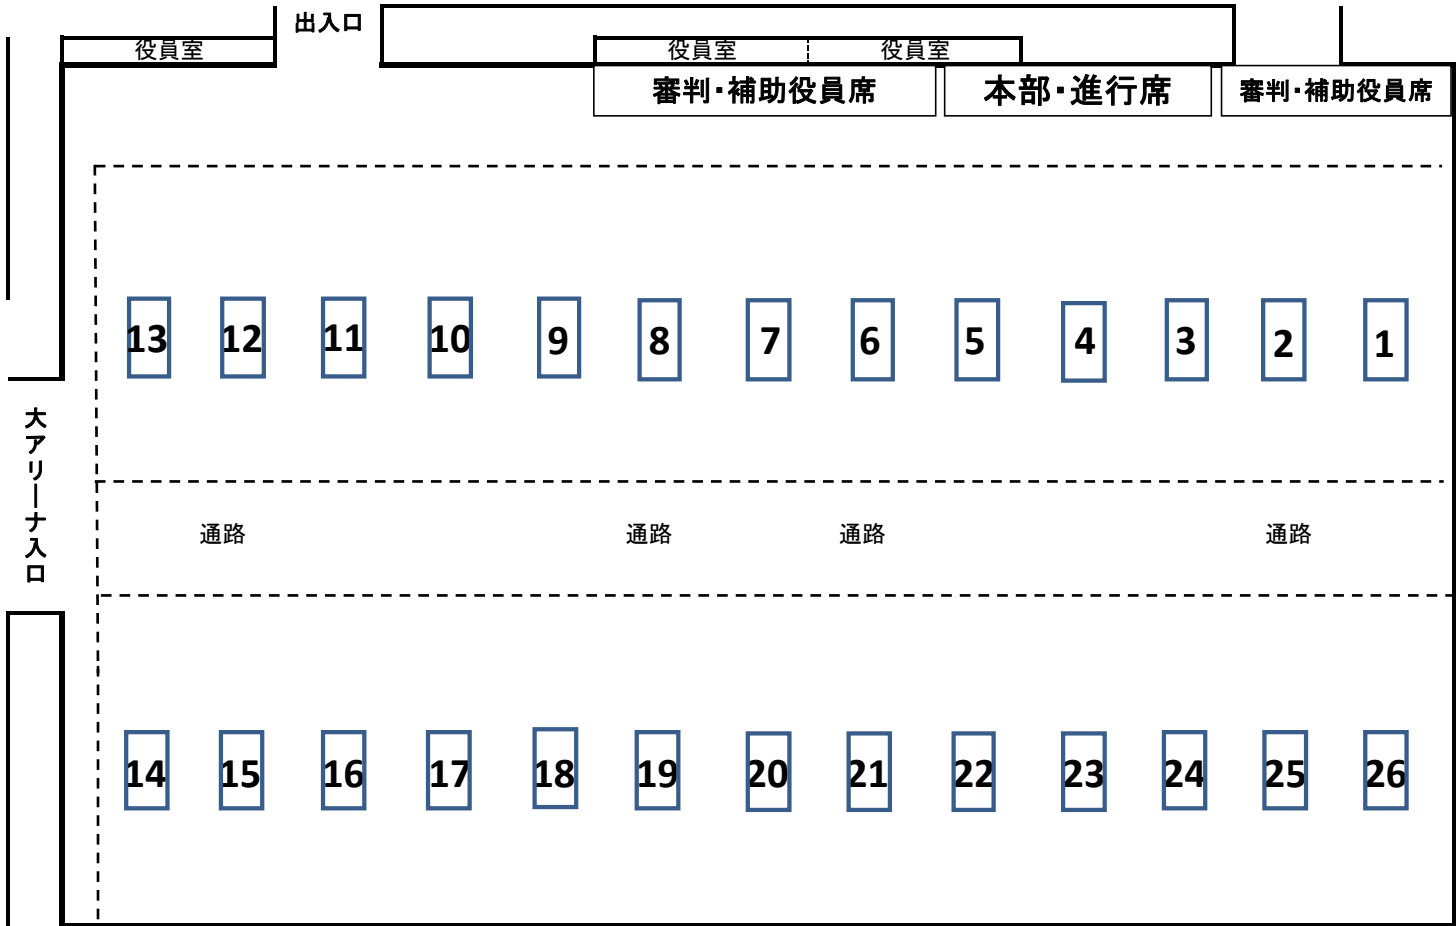 出入口
役員室 役員室 役員室
審判・補助役員席 本部・進行席 審判・補助役員席
13 12 11 10 9 8 7 6 5 4 3 2 1
大アリーナ入口
通路 通路 通路 通路
14 15 16 17 18 19 20 21 22 23 24 25 26